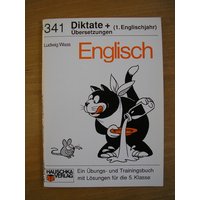 341 Diktate + (1. Englischjahr)
Übersetzungen
Ludwig Wass
Englisch
Ein Übungs- und Trainingsbuch
mit Lösungen für die 5. Klasse
HAUSCHKA
VERLAG